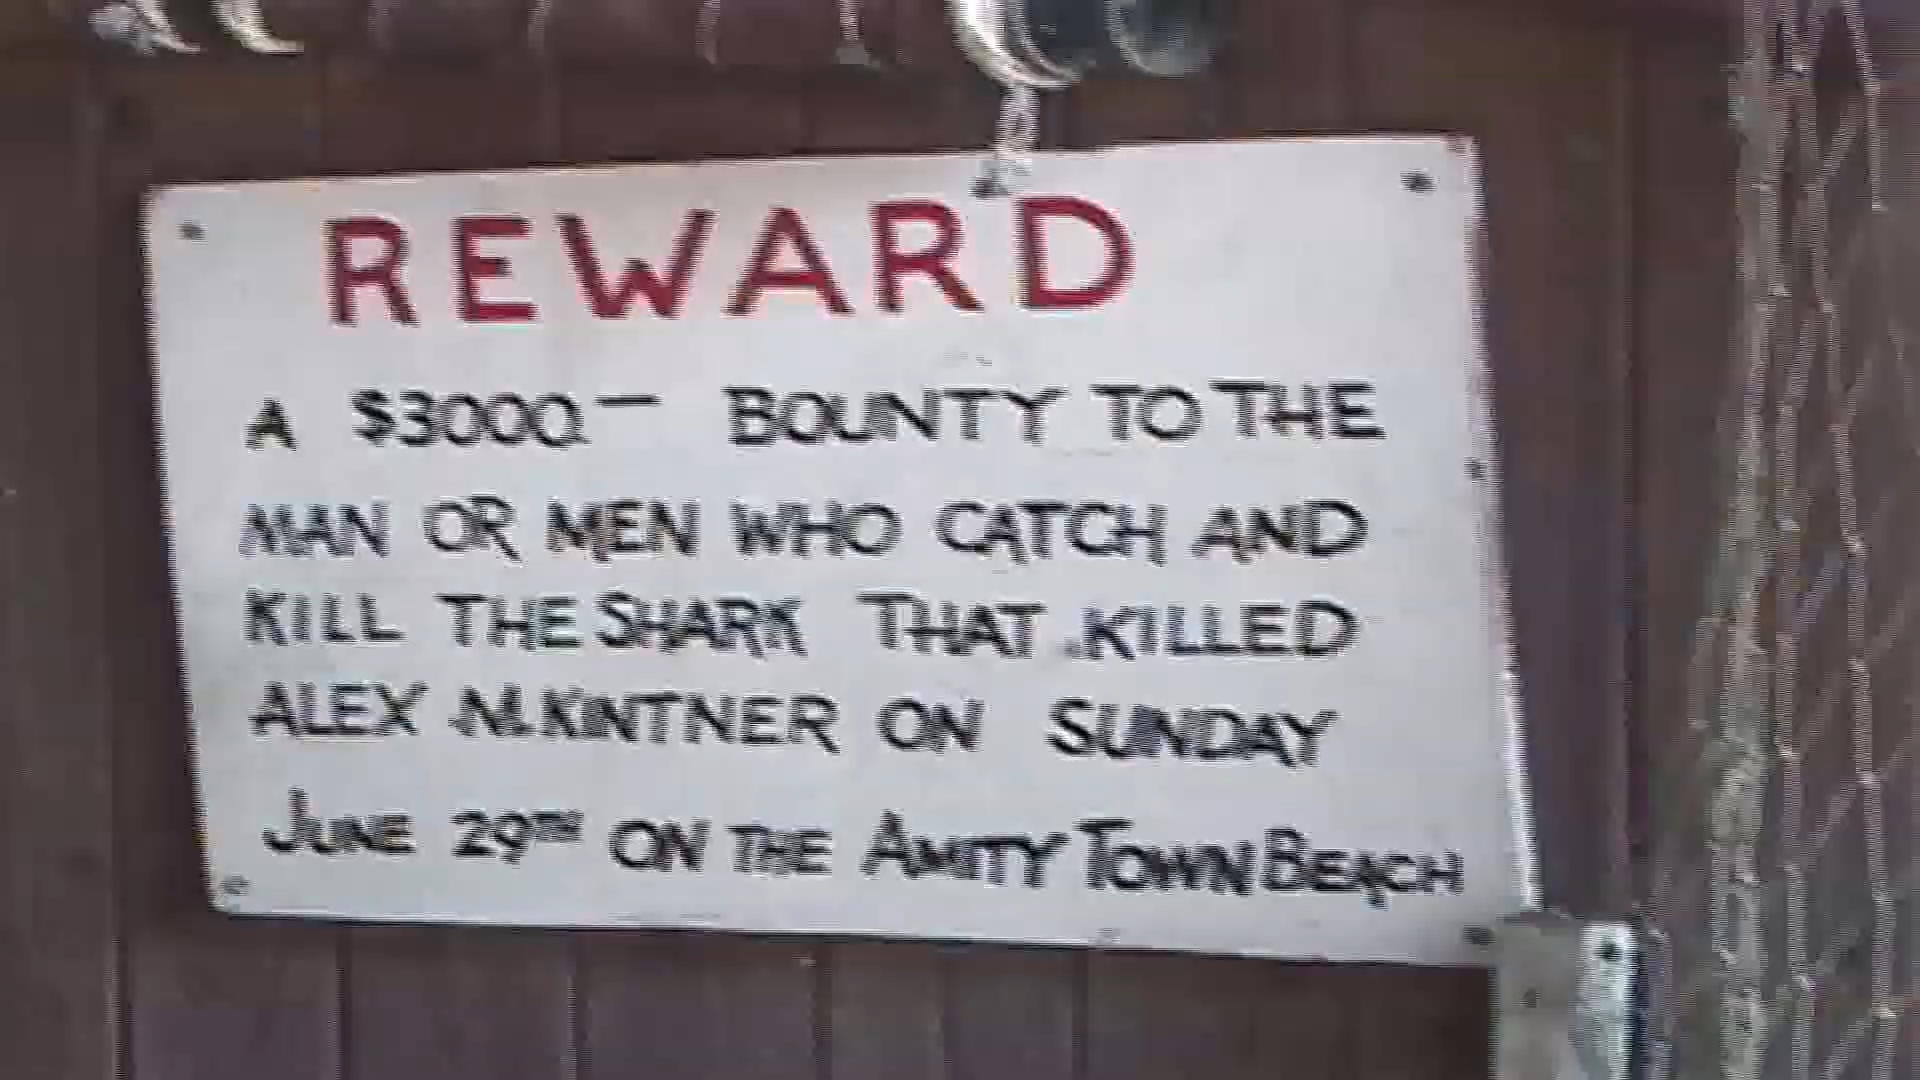 REWARD
A $3000.— BOUNTY TO THE
MAN OR MEN WHO CATCH AND
KILL THE SHARK THAT KILLED
ALEX M. KINTNER ON SUNDAY
JUNE 29TH ON THE AMITY TOWN BEACH